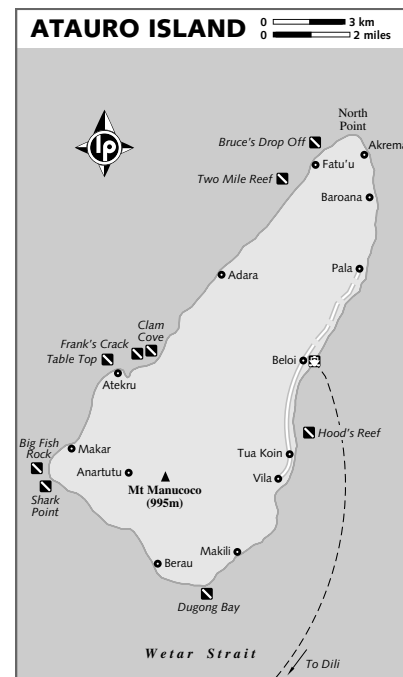 ATAURO ISLAND
0 3 km
0 2 miles
lp
North
Point
Bruce's Drop Off
Akrema
Fatu'u
Two Mile Reef
Baroana
Pala
Adara
Clam
Cove
Frank's Crack
Table Top
Beloi
Atekru
Hood's Reef
Big Fish
Rock
Makar
Tua Koin
Anartutu
Vila
Mt Manucoco
(995m)
Shark
Point
Makili
Berau
Dugong Bay
Wetar Strait
To Dili